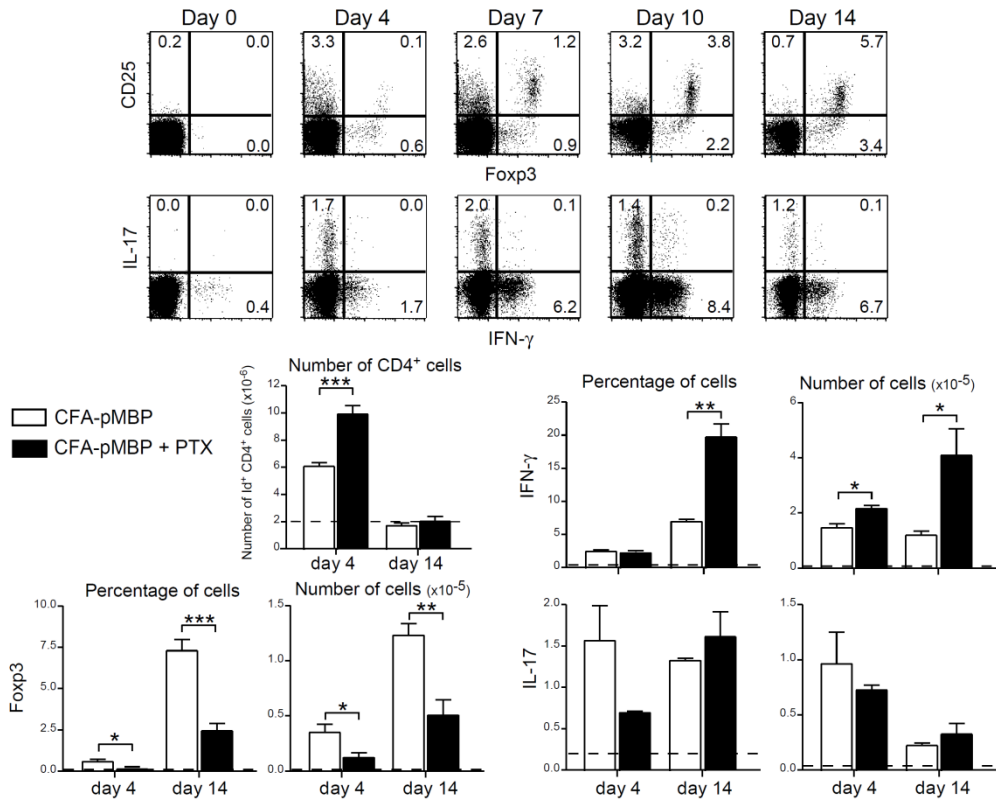 Day 0 Day 4 Day 7 Day 10 Day 14
0.2 0.0 3.3 0.1 2.6 1.2 3.2 3.8 0.7 5.7
CD25
0.0 0.6 0.9 2.2 3.4
Foxp3
0.0 0.0 1.7 0.0 2.0 0.1 1.4 0.2 1.2 0.1
IL-17
0.4 1.7 6.2 8.4 6.7
IFN-γ
CFA-pMBP
CFA-pMBP + PTX
Number of CD4⁺ cells
Number of Id⁺ CD4⁺ cells (x10⁻⁶)
12
10
8
6
4
2
0
***
day 4 day 14
Percentage of cells
IFN-γ
25
20
15
10
5
0
**
Number of cells (x10⁻⁵)
6
4
2
0
*
*
Percentage of cells
Foxp3
10.0
7.5
5.0
2.5
0.0
*
***
day 4 day 14
Number of cells (x10⁻⁵)
1.5
1.0
0.5
0.0
*
**
day 4 day 14
IL-17
2.0
1.5
1.0
0.5
0.0
day 4 day 14
1.5
1.0
0.5
0.0
day 4 day 14